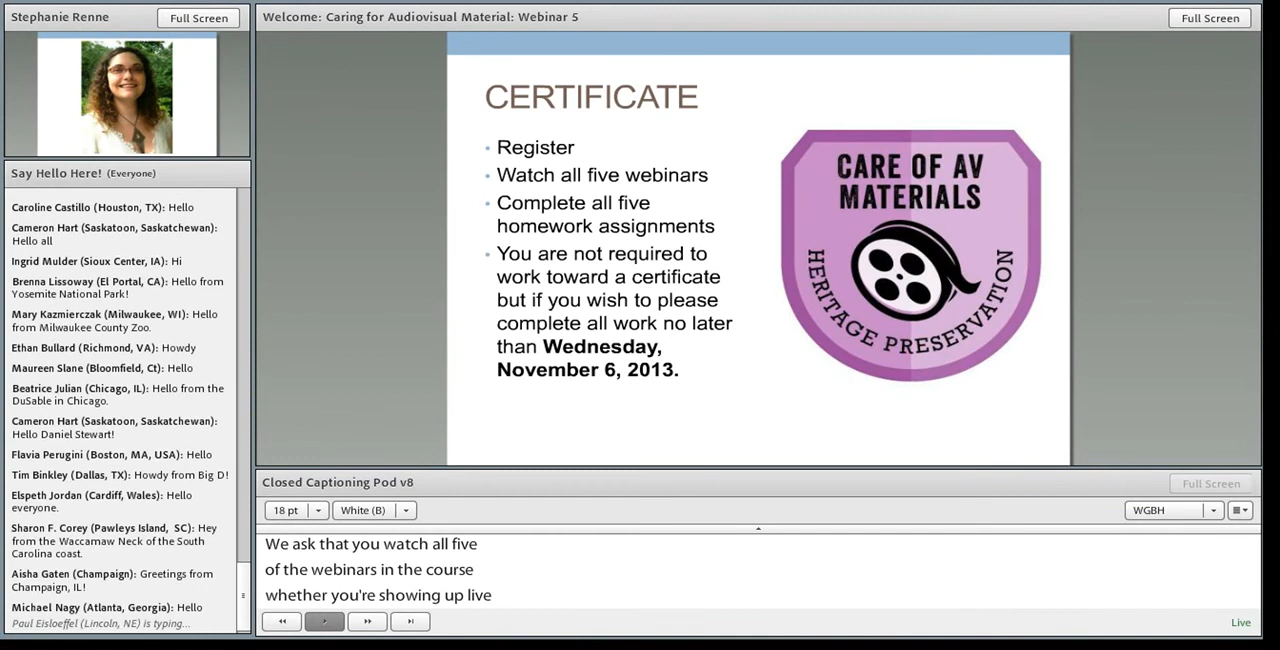 Stephanie Renne
Full Screen
Say Hello Here! (Everyone)
Caroline Castillo (Houston, TX): Hello
Cameron Hart (Saskatoon, Saskatchewan):
Hello all
Ingrid Mulder (Sioux Center, IA): Hi
Brenna Lissoway (El Portal, CA): Hello from
Yosemite National Park!
Mary Kazmierczak (Milwaukee, WI): Hello
from Milwaukee County Zoo.
Ethan Bullard (Richmond, VA): Howdy
Maureen Slane (Bloomfield, Ct): Hello
Beatrice Julian (Chicago, IL): Hello from the
DuSable in Chicago.
Cameron Hart (Saskatoon, Saskatchewan):
Hello Daniel Stewart!
Flavia Perugini (Boston, MA, USA): Hello
Tim Binkley (Dallas, TX): Howdy from Big D!
Elspeth Jordan (Cardiff, Wales): Hello
everyone.
Sharon F. Corey (Pawleys Island, SC): Hey
from the Waccamaw Neck of the South
Carolina coast.
Aisha Gaten (Champaign): Greetings from
Champaign, IL!
Michael Nagy (Atlanta, Georgia): Hello
Paul Eisloeffel (Lincoln, NE) is typing...
Welcome: Caring for Audiovisual Material: Webinar 5
Full Screen
CERTIFICATE
• Register
• Watch all five webinars
• Complete all five
homework assignments
• You are not required to
work toward a certificate
but if you wish to please
complete all work no later
than Wednesday,
November 6, 2013.
CARE OF AV
MATERIALS
HERITAGE PRESERVATION
Closed Captioning Pod v8
Full Screen
18 pt
White (B)
WGBH
We ask that you watch all five
of the webinars in the course
whether you're showing up live
Live